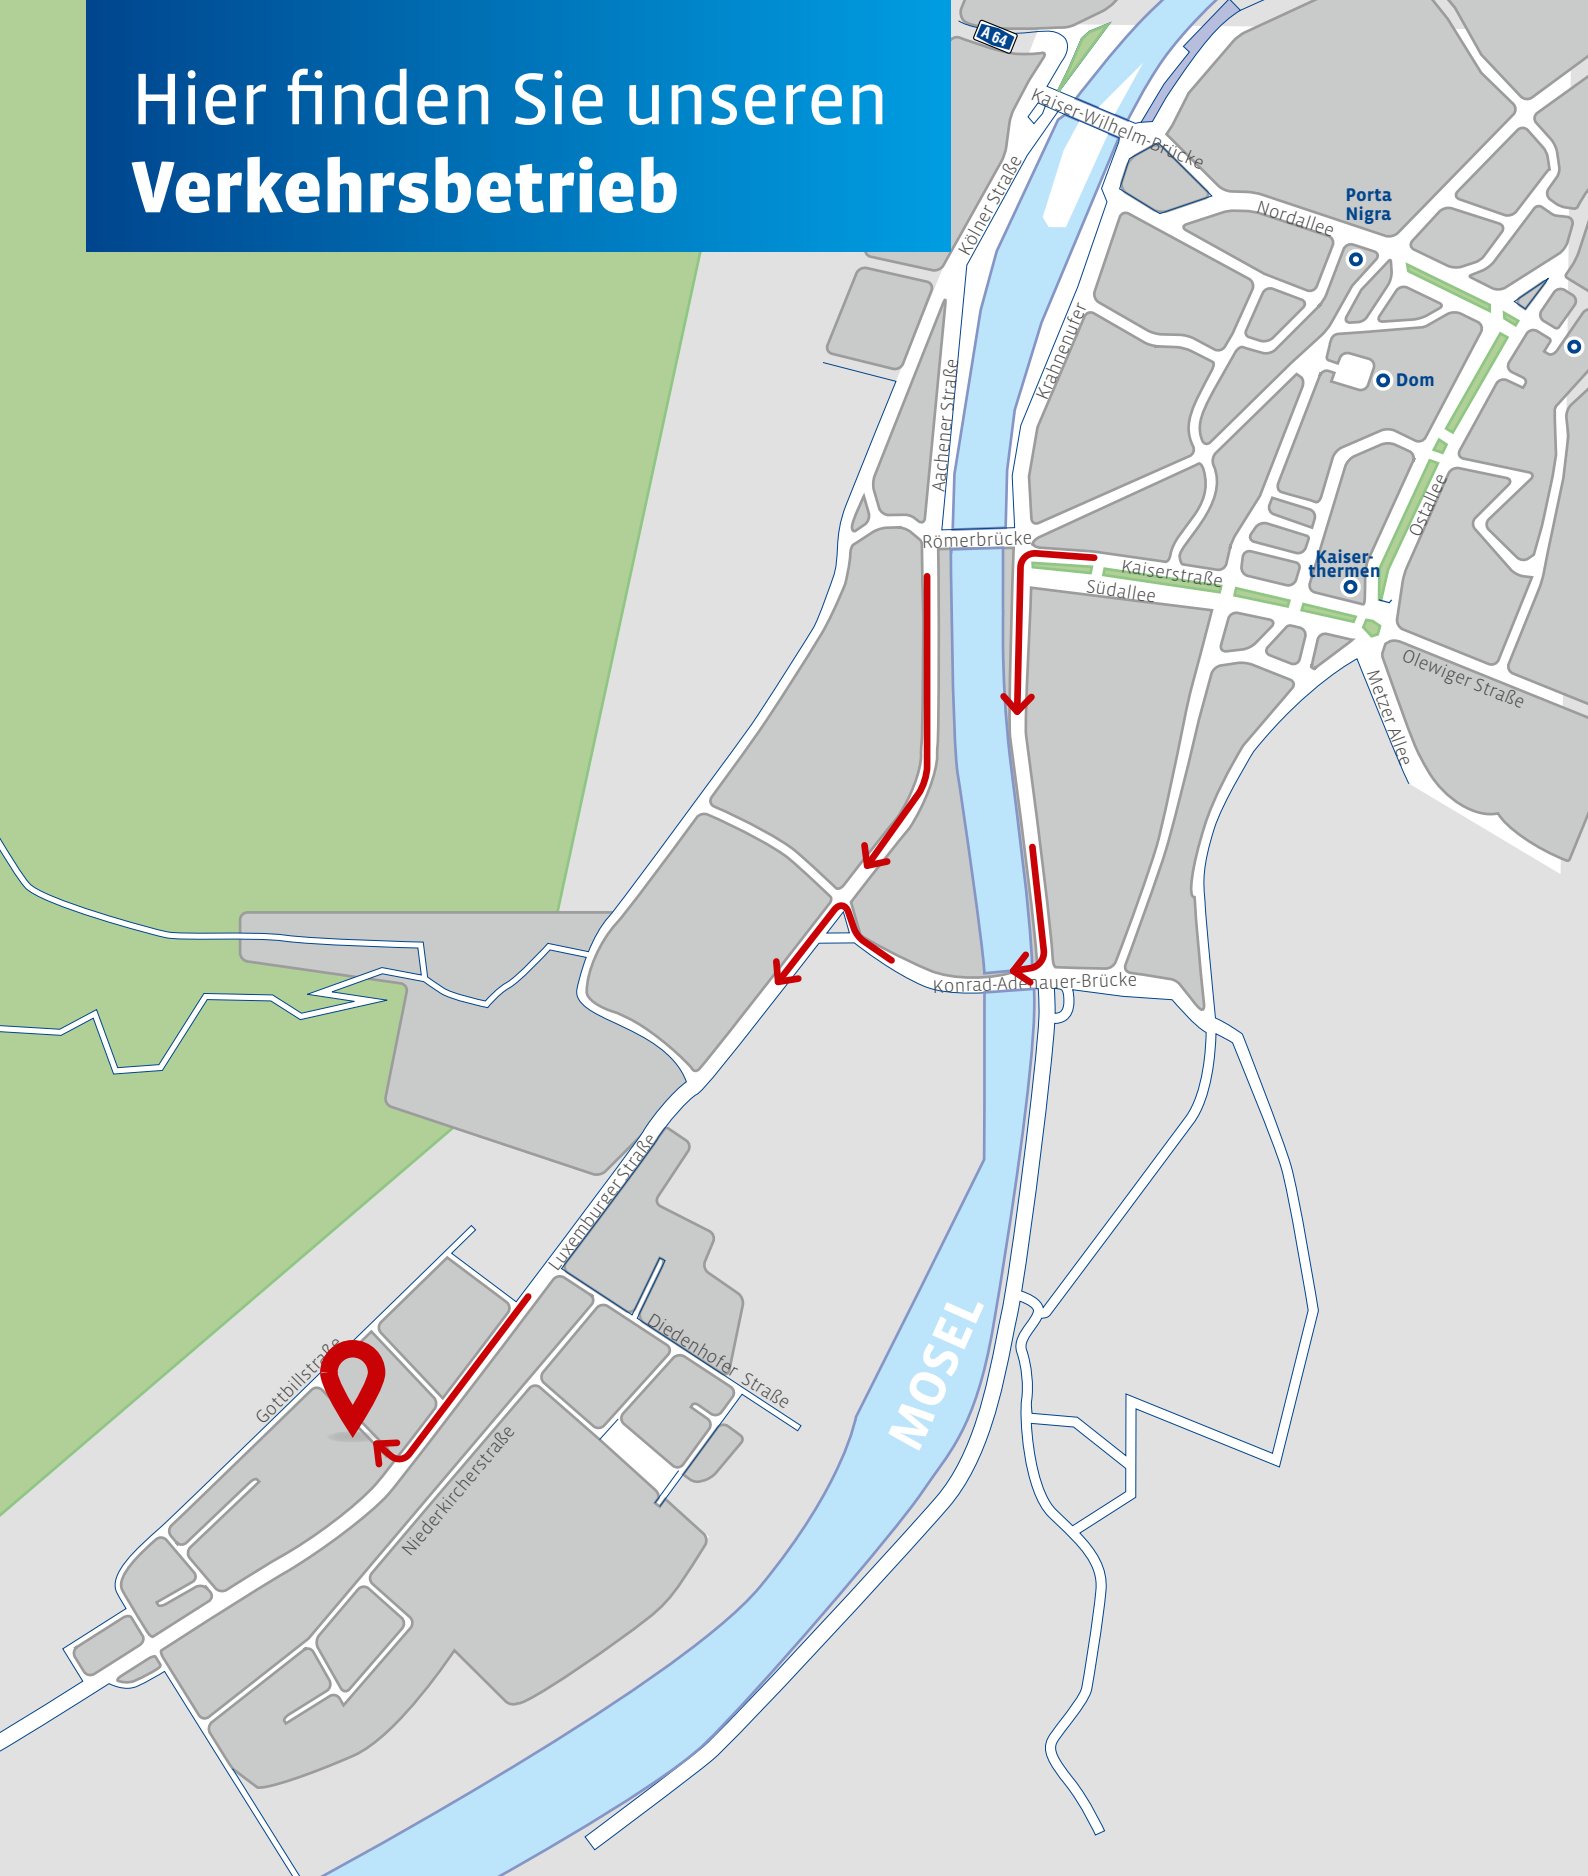 Hier finden Sie unseren
Verkehrsbetrieb
A 64
Kaiser-Wilhelm-Brücke
Kölner Straße
Nordallee
Porta
Nigra
Krahnenufer
Aachener Straße
Dom
Ostallee
Römerbrücke
Kaiserstraße
Südallee
Kaiser-
thermen
Olewiger Straße
Metzer Allee
Konrad-Adenauer-Brücke
Luxemburger Straße
MOSEL
Diedenhofer Straße
Gottbillstraße
Niederkircherstraße